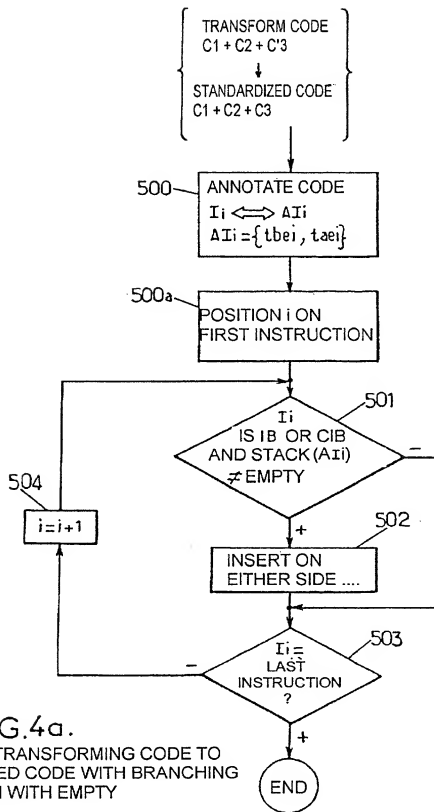 TRANSFORM CODE
C1 + C2 + C'3
STANDARDIZED CODE
C1 + C2 + C3
500
ANNOTATE CODE
Ii ⟺ AIi
AIi={tbei, taei}
500a
POSITION i ON
FIRST INSTRUCTION
501
Ii
IS IB OR CIB
AND STACK (AIi)
≠ EMPTY
-
+
504
i=i+1
502
INSERT ON
EITHER SIDE ....
503
Ii=
LAST
INSTRUCTION
?
-
+
END
G.4a.
TRANSFORMING CODE TO
ED CODE WITH BRANCHING
WITH EMPTY